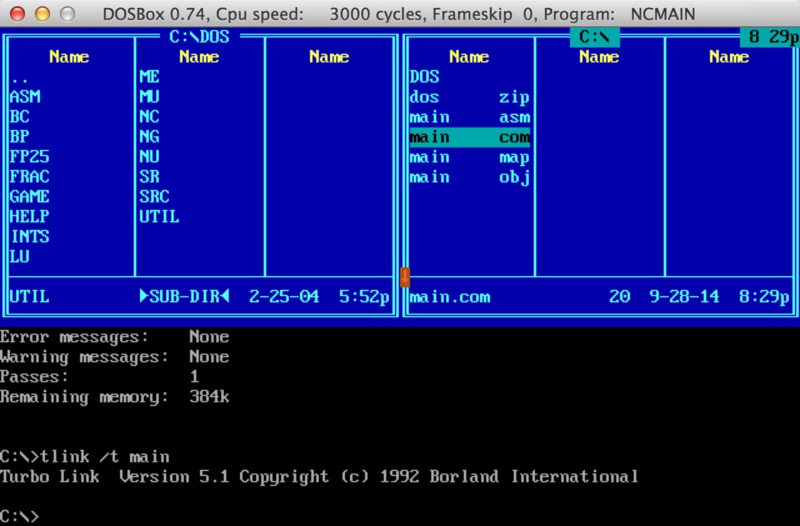 DOSBox 0.74, Cpu speed: 3000 cycles, Frameskip 0, Program: NCMAIN
C:\DOS
Name Name Name
..
ASM
BC
BP
FP25
FRAC
GAME
HELP
INTS
LU
ME
MU
NC
NG
NU
SR
SRC
UTIL
UTIL ►SUB-DIR◄ 2-25-04 5:52p
C:\ 8 29p
Name Name Name
DOS
dos zip
main asm
main com
main map
main obj
main.com 20 9-28-14 8:29p
Error messages: None
Warning messages: None
Passes: 1
Remaining memory: 384k
C:\>tlink /t main
Turbo Link Version 5.1 Copyright (c) 1992 Borland International
C:\>